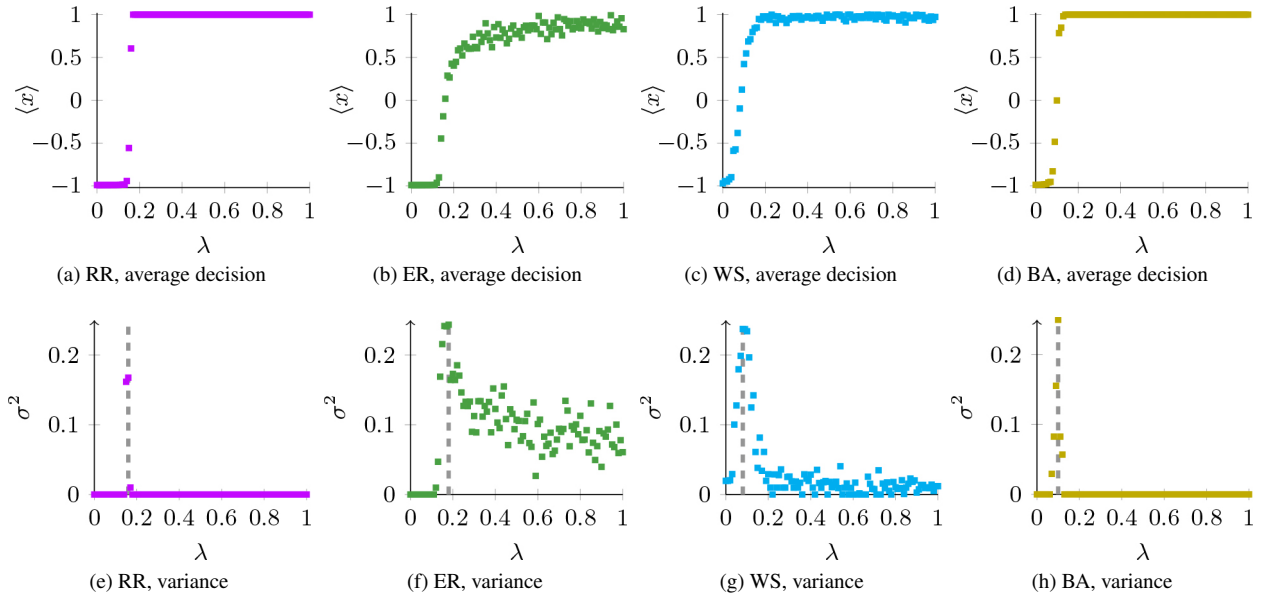 1
0.5
0
−0.5
−1
⟨x⟩
0 0.2 0.4 0.6 0.8 1
λ
(a) RR, average decision
1
0.5
0
−0.5
−1
⟨x⟩
0 0.2 0.4 0.6 0.8 1
λ
(b) ER, average decision
1
0.5
0
−0.5
−1
⟨x⟩
0 0.2 0.4 0.6 0.8 1
λ
(c) WS, average decision
1
0.5
0
−0.5
−1
⟨x⟩
0 0.2 0.4 0.6 0.8 1
λ
(d) BA, average decision
0.2
0.1
0
σ²
0 0.2 0.4 0.6 0.8 1
λ
(e) RR, variance
0.2
0.1
0
σ²
0 0.2 0.4 0.6 0.8 1
λ
(f) ER, variance
0.2
0.1
0
σ²
0 0.2 0.4 0.6 0.8 1
λ
(g) WS, variance
0.2
0.1
0
σ²
0 0.2 0.4 0.6 0.8 1
λ
(h) BA, variance